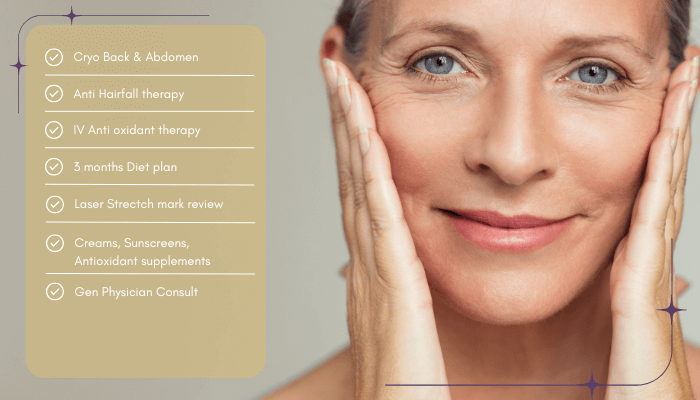 Cryo Back & Abdomen
Anti Hairfall therapy
IV Anti oxidant therapy
3 months Diet plan
Laser Strectch mark review
Creams, Sunscreens,
Antioxidant supplements
Gen Physician Consult